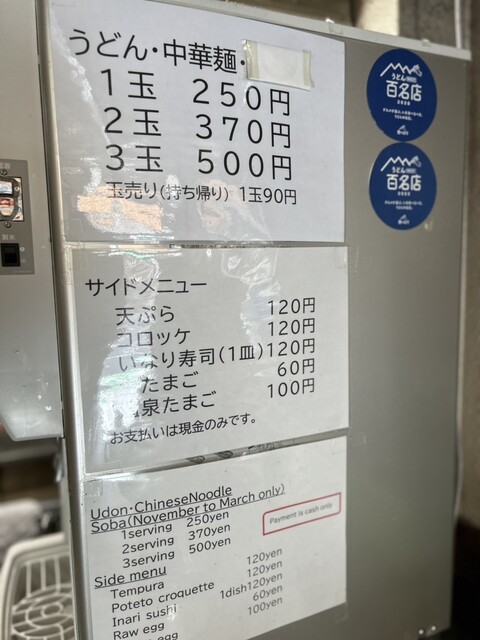 うどん・中華麺・
1玉 250円
2玉 370円
3玉 500円
玉売り(持ち帰り) 1玉90円
サイドメニュー
天ぷら 120円
コロッケ 120円
いなり寿司(1皿) 120円
たまご 60円
泉たまご 100円
お支払いは現金のみです。
Udon・ChineseNoodle
Soba(November to March only)
1serving 250yen
2serving 370yen
3serving 500yen
Payment is cash only
Side menu
Tempura 120yen
Poteto croquette 120yen
Inari sushi 1dish120yen
Raw egg 60yen
egg 100yen
うどん
百名店
2020
うどん
百名店